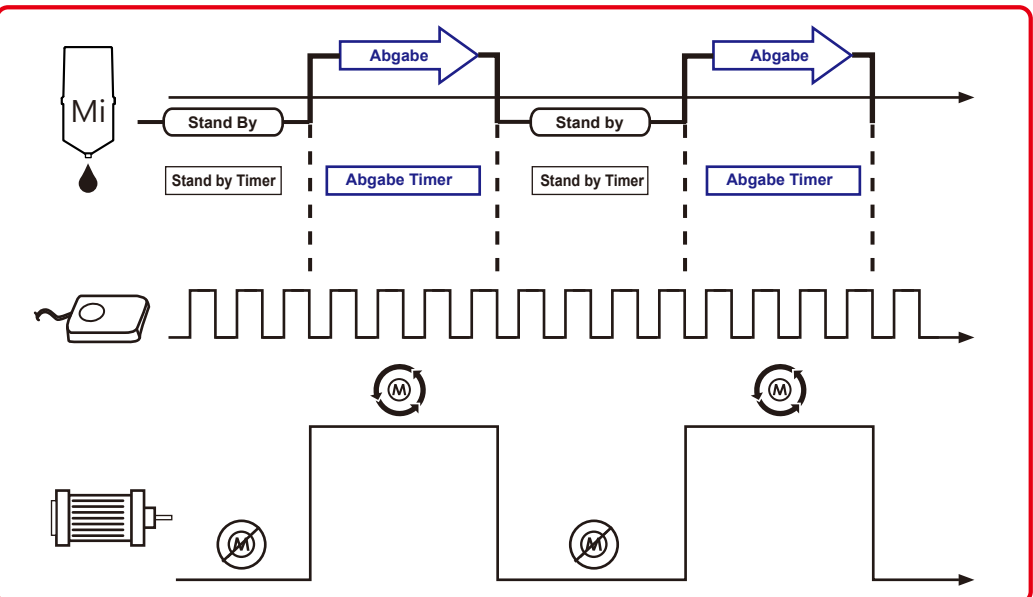 Abgabe
Abgabe
Mi
Stand By
Stand by
Stand by Timer
Abgabe Timer
Stand by Timer
Abgabe Timer
M
M
M
M